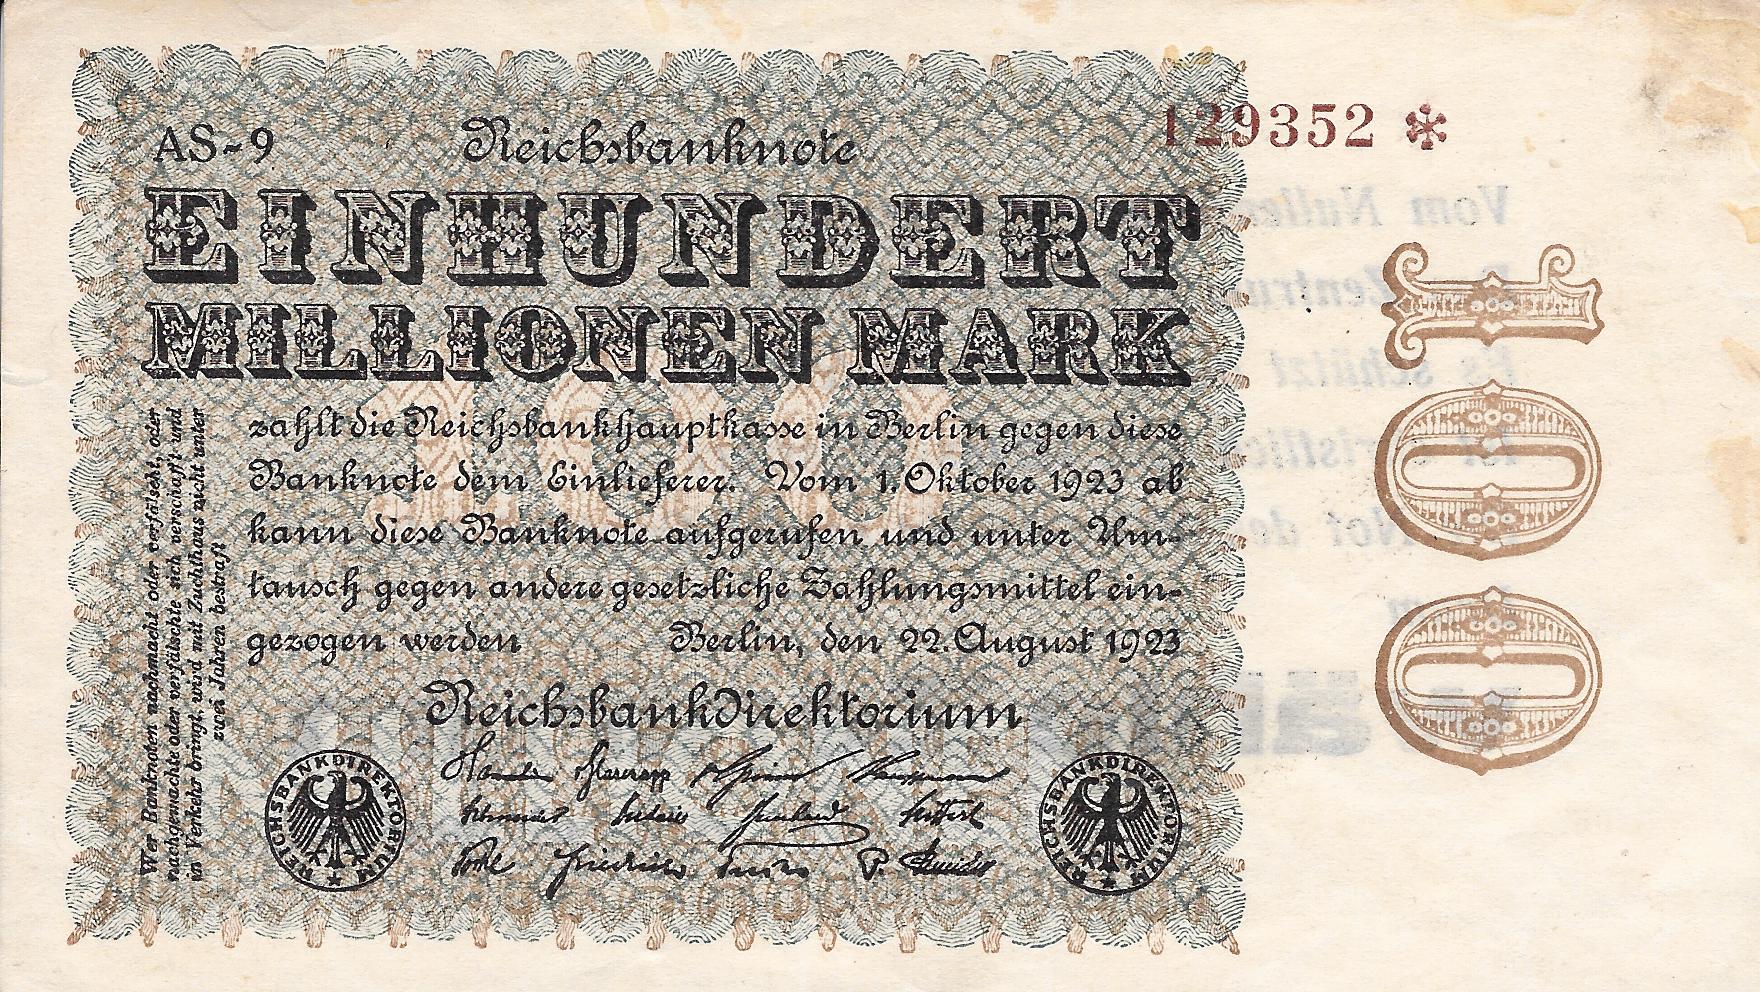 AS-9 Reichsbanknote
129352 *
EINHUNDERT
MILLIONEN MARK
100
zahlt die Reichsbankhauptkasse in Berlin gegen diese
Banknote dem Einlieferer. Vom 1. Oktober 1923 ab
kann diese Banknote aufgerufen und unter Um-
tausch gegen andere gesetzliche Zahlungsmittel ein-
gezogen werden Berlin, den 22. August 1923
Reichsbankdirektorium
REICHSBANKDIREKTORIUM
REICHSBANKDIREKTORIUM
Wer Banknoten nachmacht oder verfälscht, oder
nachgemachte oder verfälschte sich verschafft und
in Verkehr bringt, wird mit Zuchthaus nicht unter
zwei Jahren bestraft
100